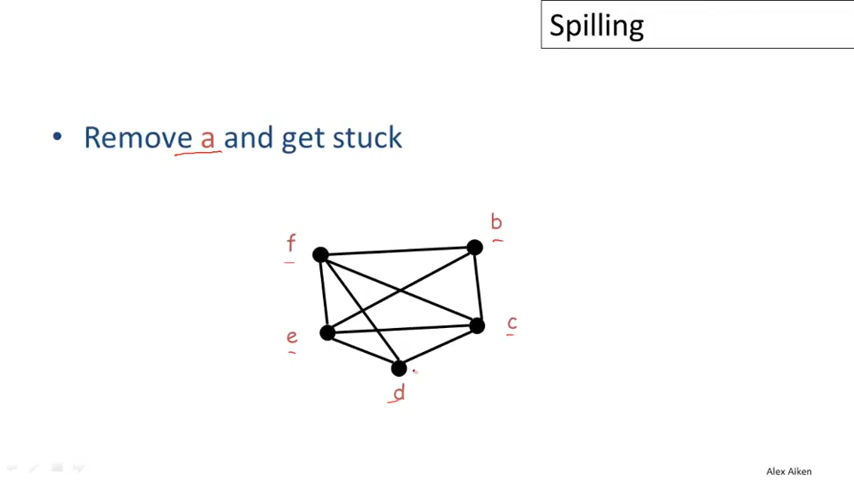 Spilling
• Remove a and get stuck
b
f
c
e
d
Alex Aiken